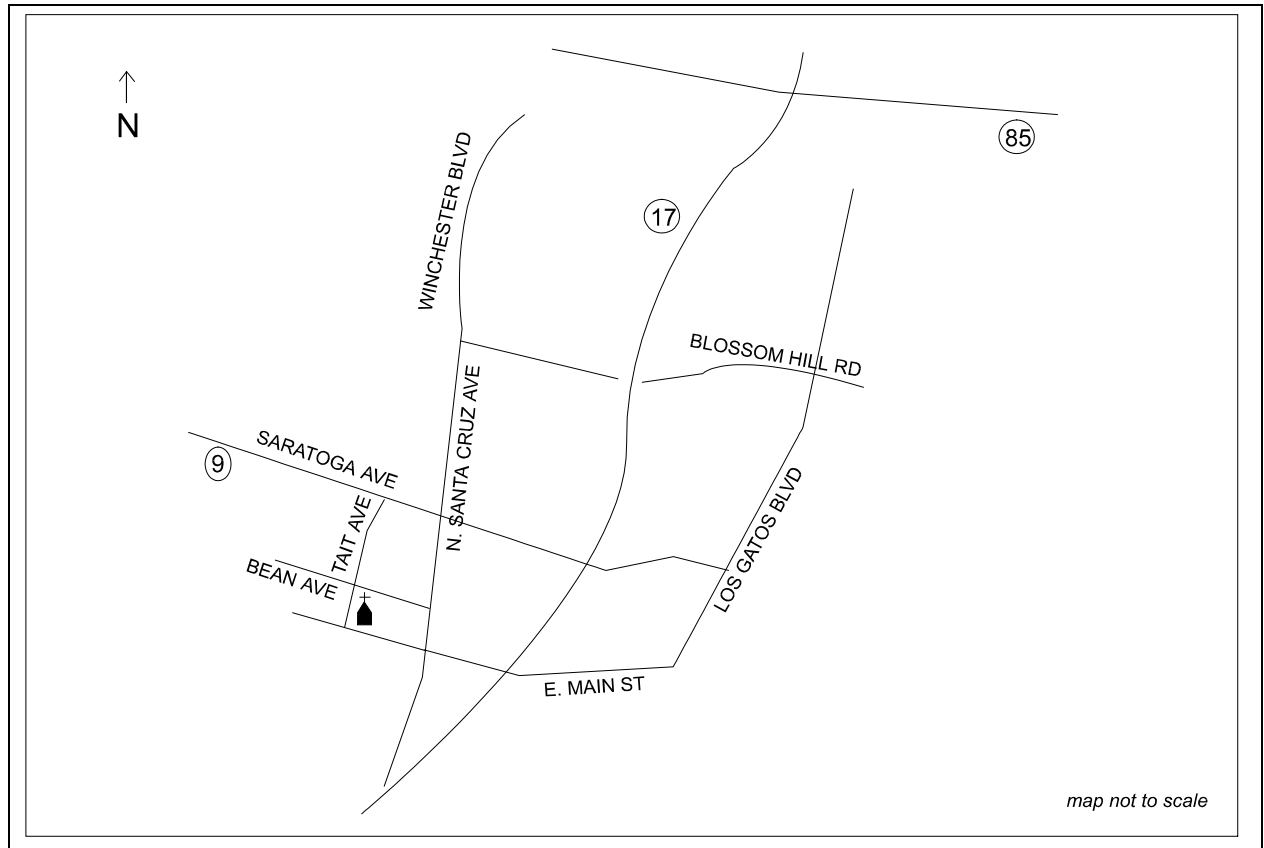 N
85
WINCHESTER BLVD
17
BLOSSOM HILL RD
N. SANTA CRUZ AVE
SARATOGA AVE
9
TAIT AVE
BEAN AVE
LOS GATOS BLVD
E. MAIN ST
map not to scale